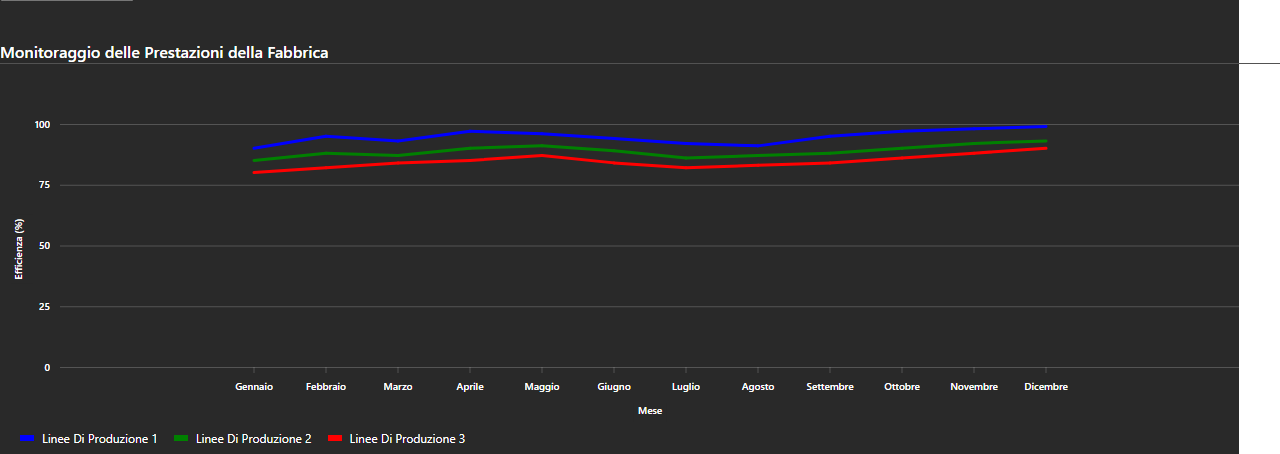 Monitoraggio delle Prestazioni della Fabbrica
100
75
50
25
0
Efficienza (%)
Gennaio Febbraio Marzo Aprile Maggio Giugno Luglio Agosto Settembre Ottobre Novembre Dicembre
Mese
Linee Di Produzione 1 Linee Di Produzione 2 Linee Di Produzione 3